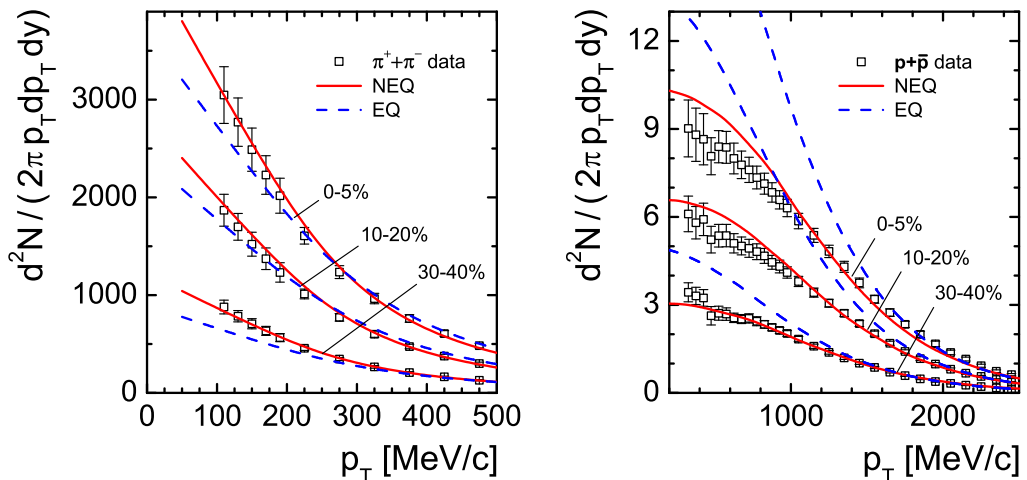 d²N / ( 2π p_T dp_T dy)
3000
2000
1000
0
π⁺+π⁻ data
NEQ
EQ
0-5%
10-20%
30-40%
0 100 200 300 400 500
p_T [MeV/c]
d²N / ( 2π p_T dp_T dy)
12
9
6
3
0
p+p̅ data
NEQ
EQ
0-5%
10-20%
30-40%
1000 2000
p_T [MeV/c]